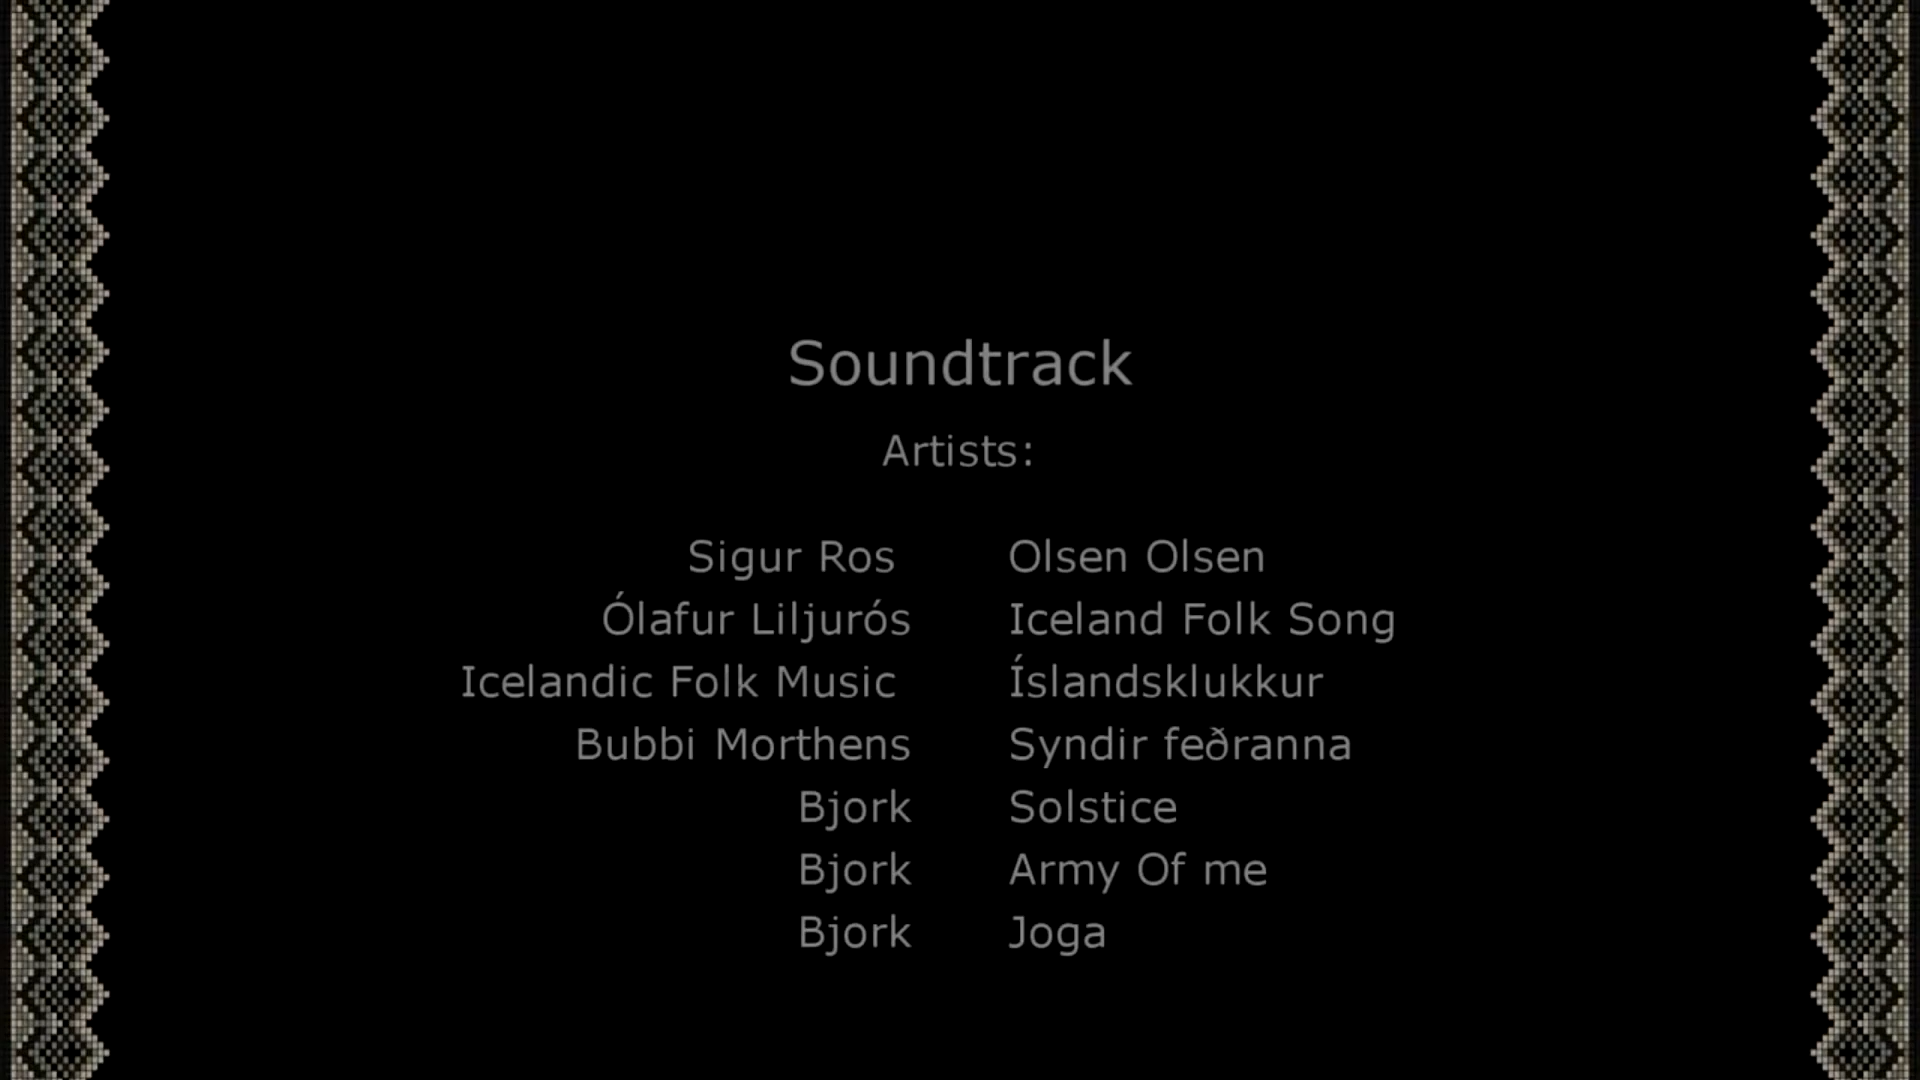 Soundtrack
Artists:
Sigur Ros Olsen Olsen
Ólafur Liljurós Iceland Folk Song
Icelandic Folk Music Íslandsklukkur
Bubbi Morthens Syndir feðranna
Bjork Solstice
Bjork Army Of me
Bjork Joga